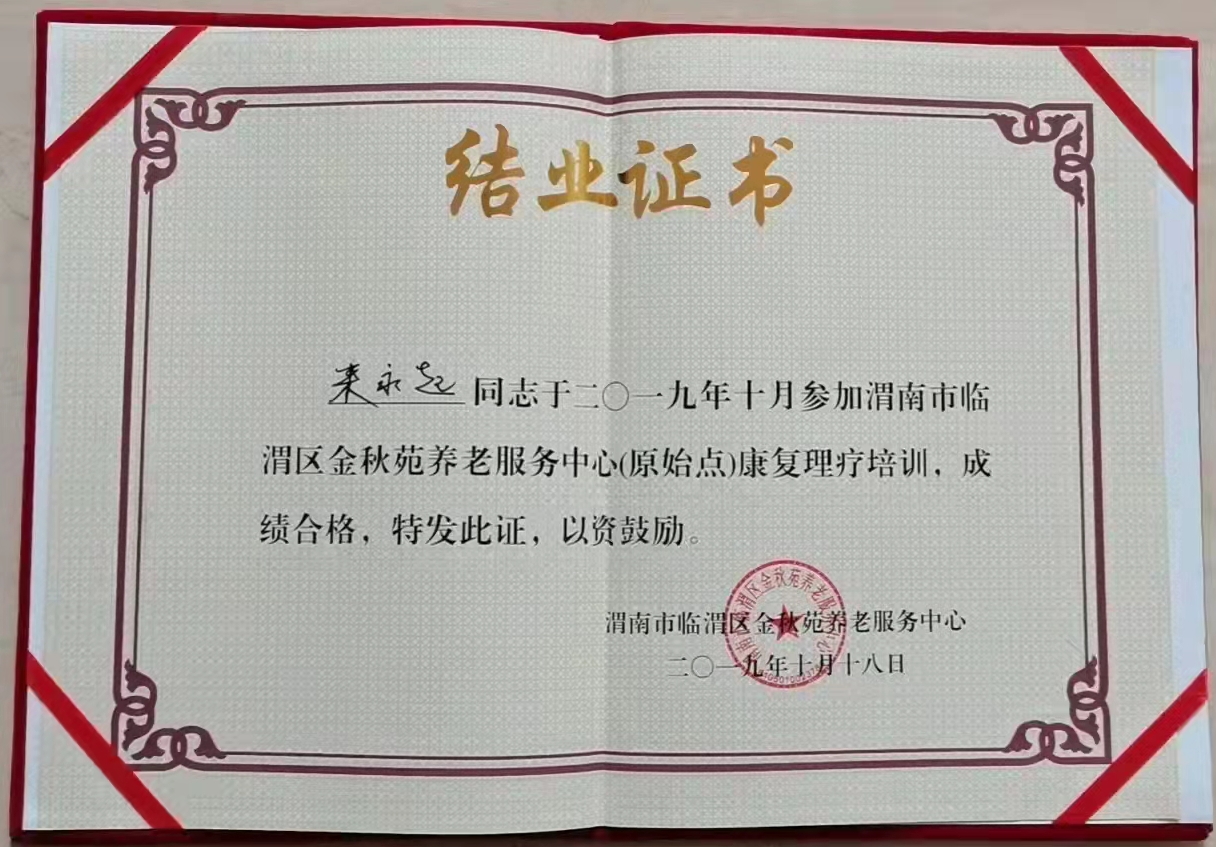 结业证书
来永起 同志于二〇一九年十月参加渭南市临
渭区金秋苑养老服务中心(原始点)康复理疗培训，成
绩合格，特发此证，以资鼓励。
渭南市临渭区金秋苑养老服务中心
二〇一九年十月十八日